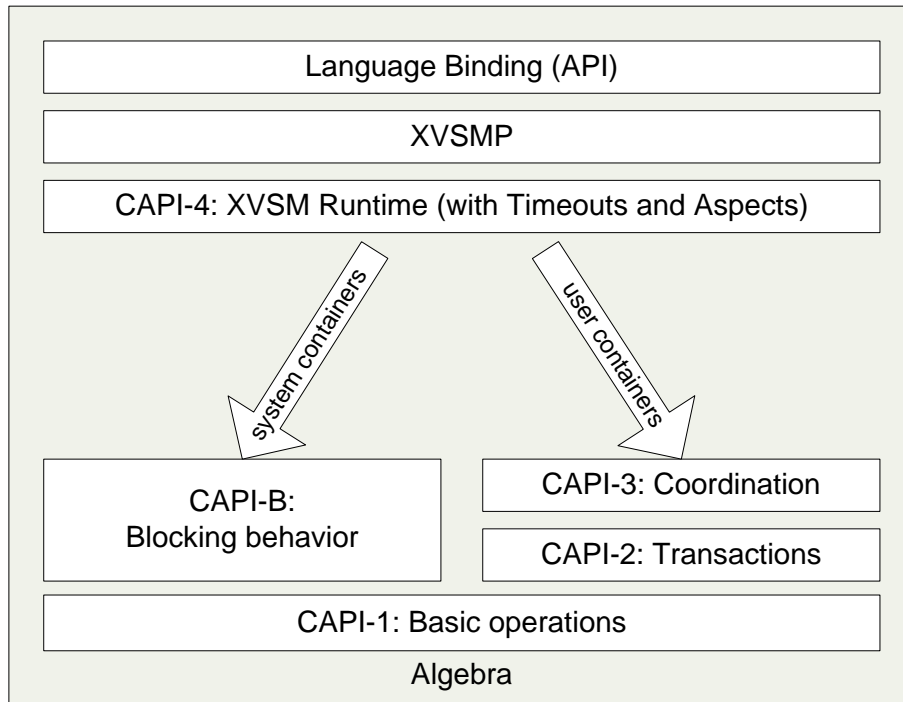 Language Binding (API)
XVSMP
CAPI-4: XVSM Runtime (with Timeouts and Aspects)
system containers
user containers
CAPI-B:
Blocking behavior
CAPI-3: Coordination
CAPI-2: Transactions
CAPI-1: Basic operations
Algebra